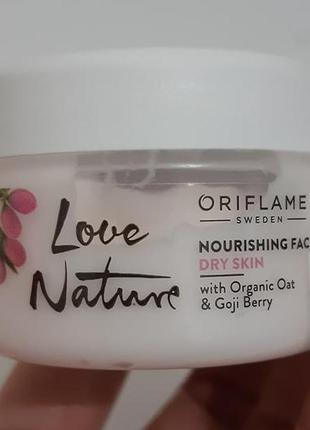 Love
Nature
ORIFLAME
SWEDEN
NOURISHING FAC
DRY SKIN
with Organic Oat
& Goji Berry